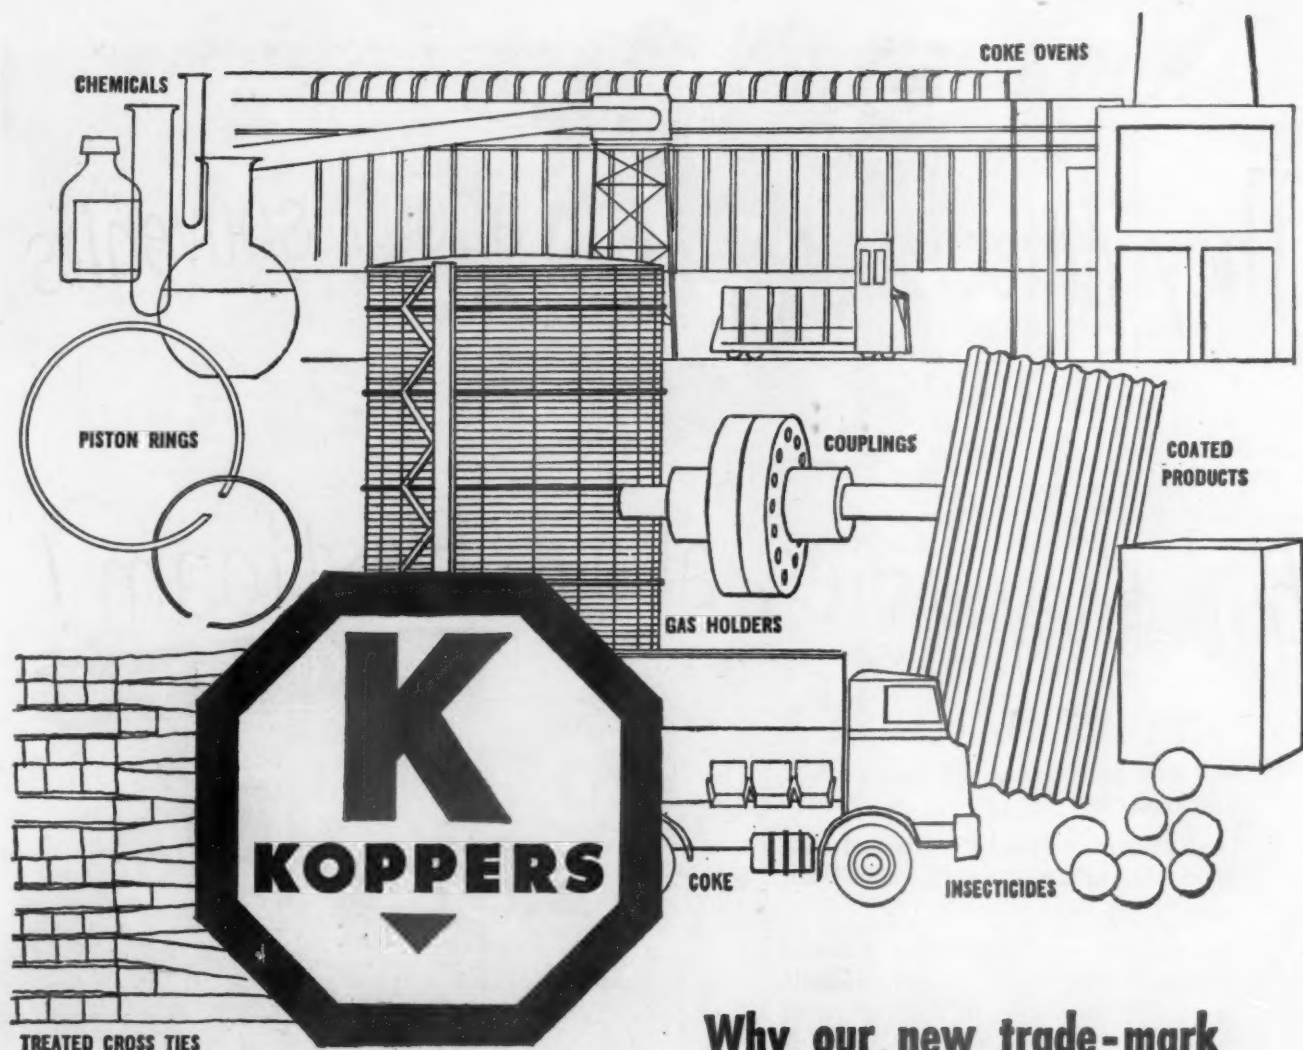 COKE OVENS
CHEMICALS
PISTON RINGS
COUPLINGS
COATED
PRODUCTS
GAS HOLDERS
K
KOPPERS
COKE
INSECTICIDES
TREATED CROSS TIES
Why our new trade-mark